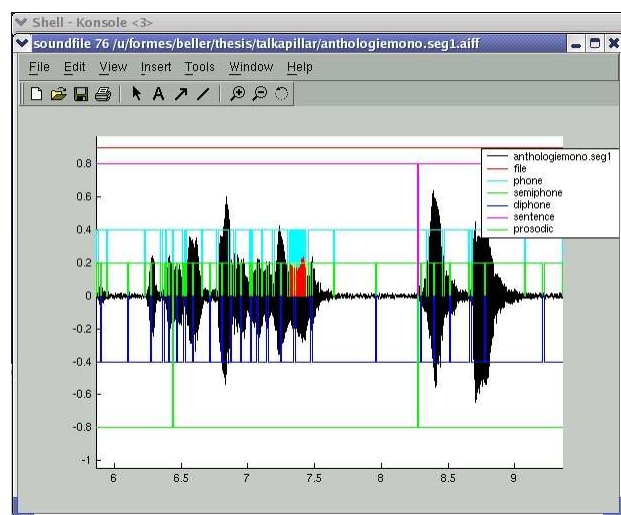 Shell - Konsole <3>
soundfile 76 /u/formes/beller/thesis/talkapillar/anthologiemono.seg1.aiff
File Edit View Insert Tools Window Help
A
anthologiemono.seg1
file
phone
semiphone
diphone
sentence
prosodic
0.8
0.6
0.4
0.2
0
-0.2
-0.4
-0.6
-0.8
-1
6 6.5 7 7.5 8 8.5 9